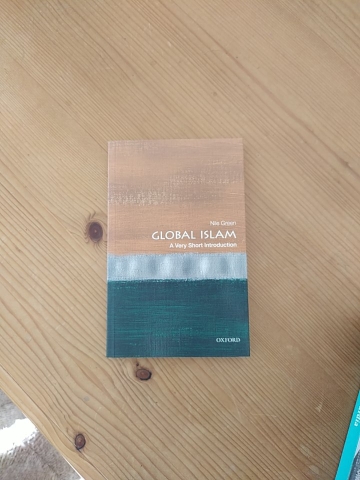 Nile Green
GLOBAL ISLAM
A Very Short Introduction
OXFORD